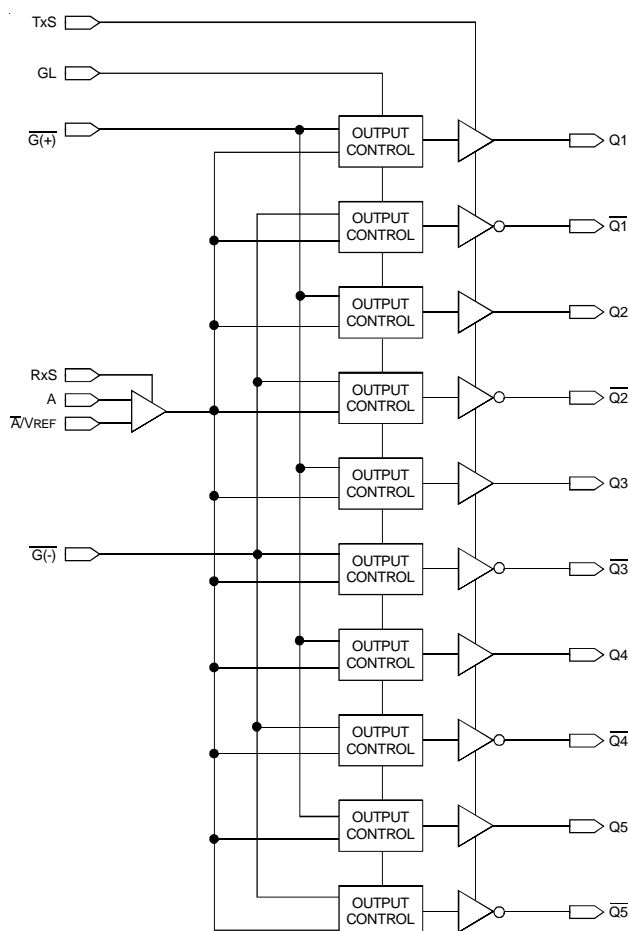 TxS
GL
G(+)
OUTPUT
CONTROL
Q1
OUTPUT
CONTROL
Q1
OUTPUT
CONTROL
Q2
RxS
A
A/VREF
OUTPUT
CONTROL
Q2
OUTPUT
CONTROL
Q3
G(-)
OUTPUT
CONTROL
Q3
OUTPUT
CONTROL
Q4
OUTPUT
CONTROL
Q4
OUTPUT
CONTROL
Q5
OUTPUT
CONTROL
Q5